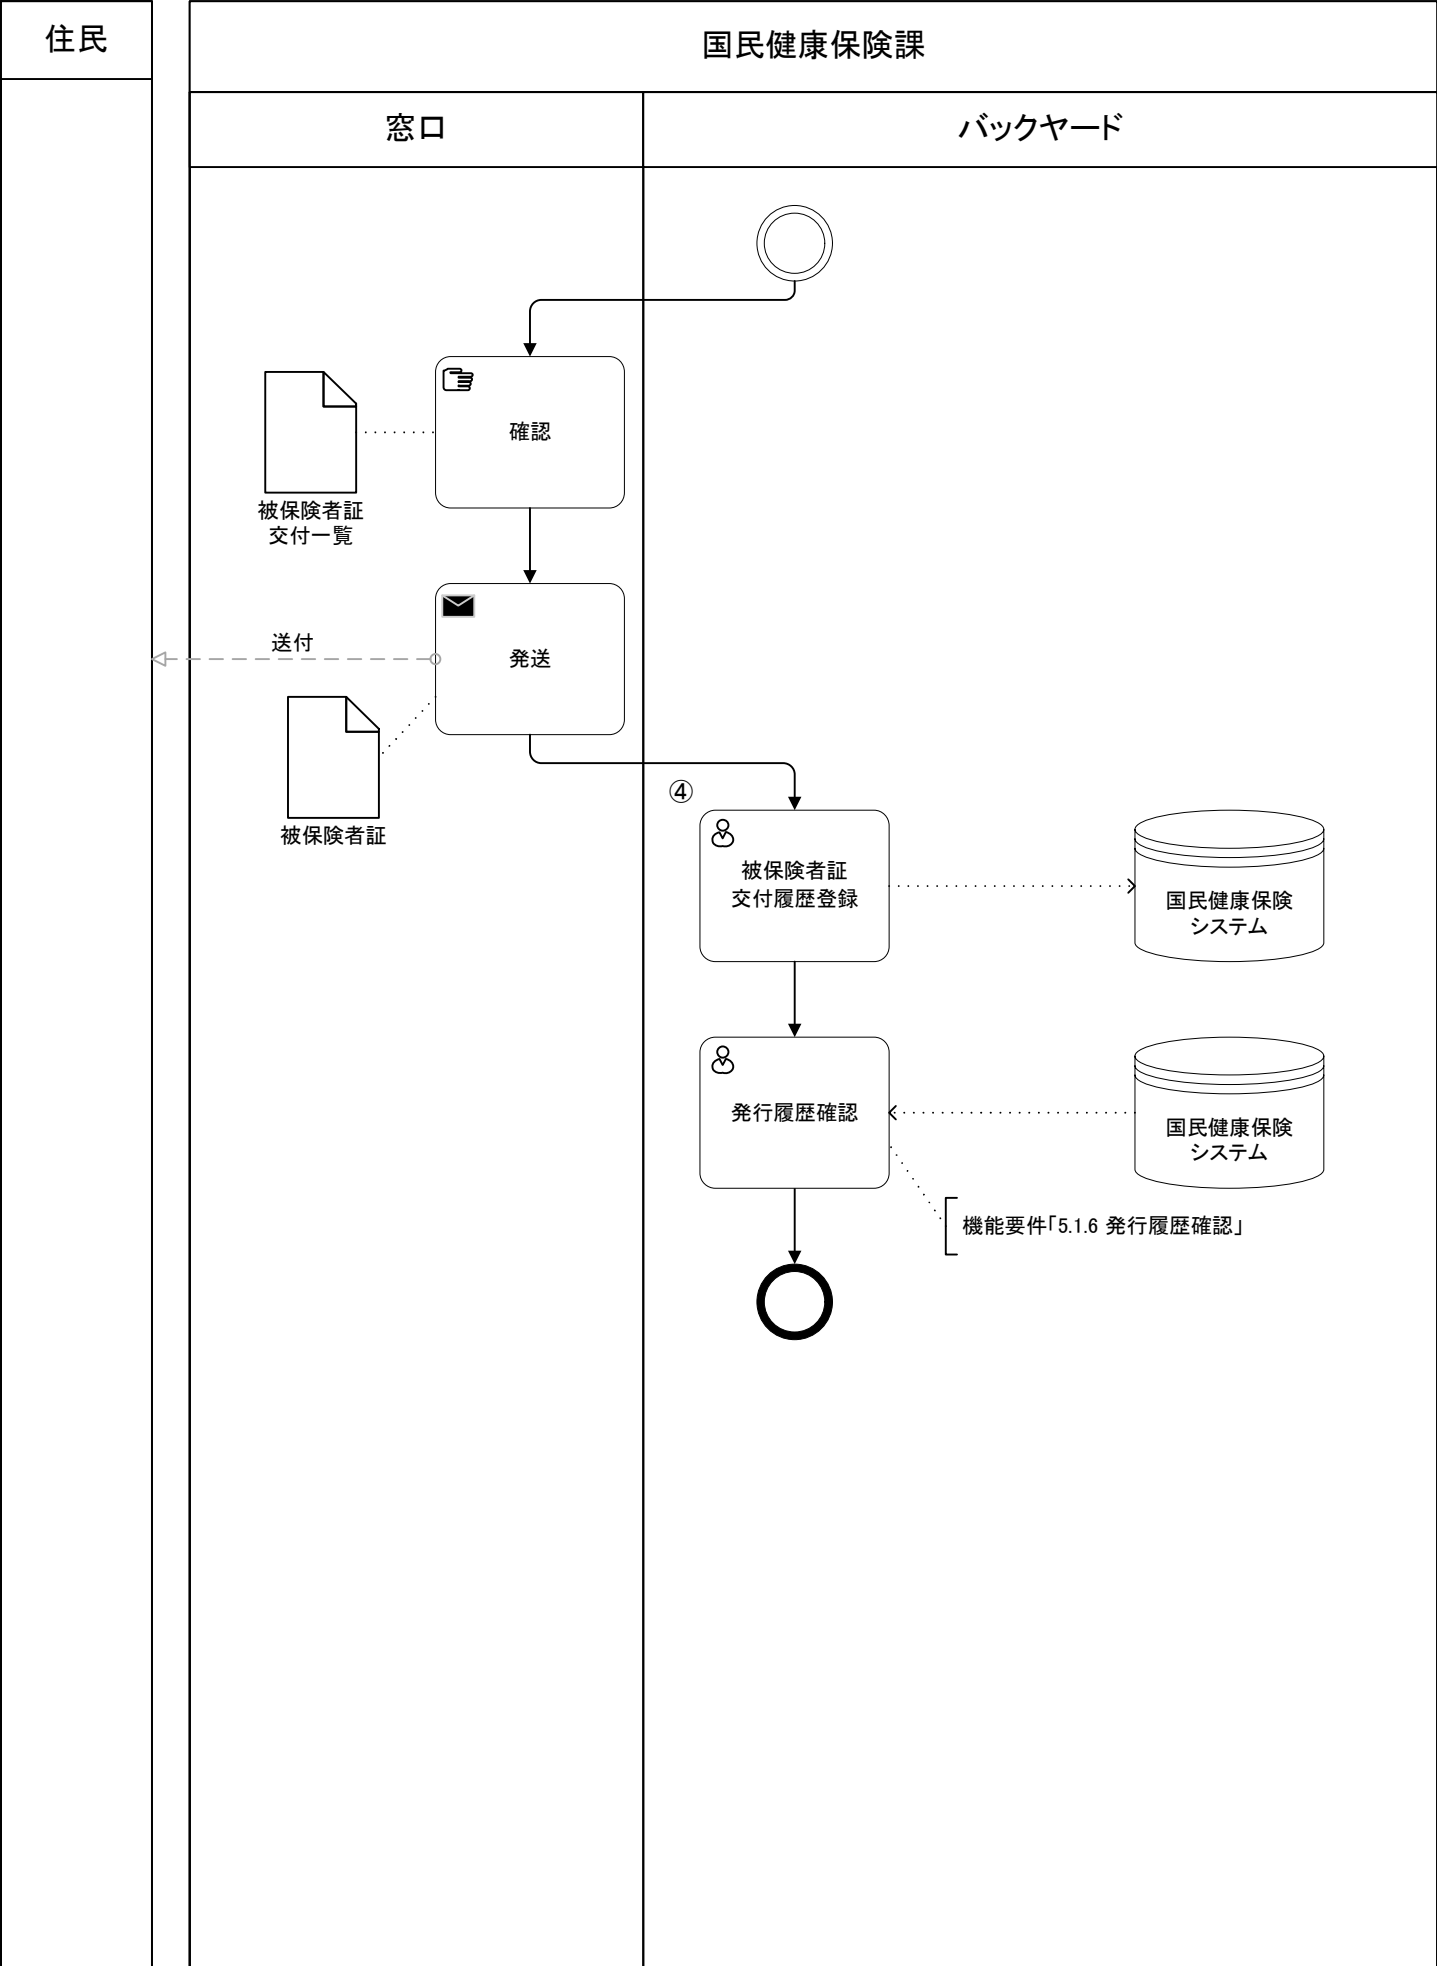 住民
国民健康保険課
窓口
バックヤード
確認
被保険者証
交付一覧
送付
発送
被保険者証
④
被保険者証
交付履歴登録
国民健康保険
システム
発行履歴確認
国民健康保険
システム
機能要件「5.1.6 発行履歴確認」